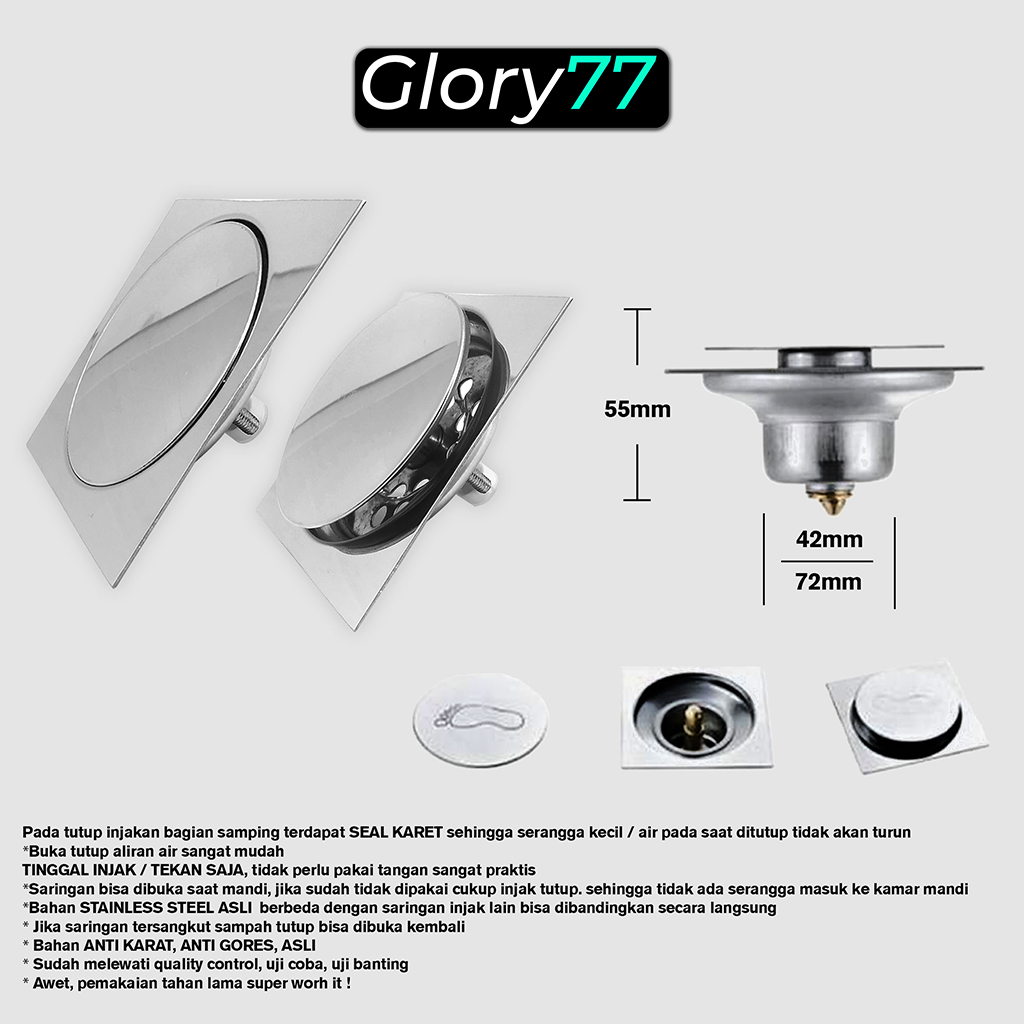 Glory77
55mm
42mm
72mm
Pada tutup injakan bagian samping terdapat SEAL KARET sehingga serangga kecil / air pada saat ditutup tidak akan turun
*Buka tutup aliran air sangat mudah
TINGGAL INJAK / TEKAN SAJA, tidak perlu pakai tangan sangat praktis
*Saringan bisa dibuka saat mandi, jika sudah tidak dipakai cukup injak tutup. sehingga tidak ada serangga masuk ke kamar mandi
*Bahan STAINLESS STEEL ASLI berbeda dengan saringan injak lain bisa dibandingkan secara langsung
* Jika saringan tersangkut sampah tutup bisa dibuka kembali
* Bahan ANTI KARAT, ANTI GORES, ASLI
* Sudah melewati quality control, uji coba, uji banting
* Awet, pemakaian tahan lama super worh it !